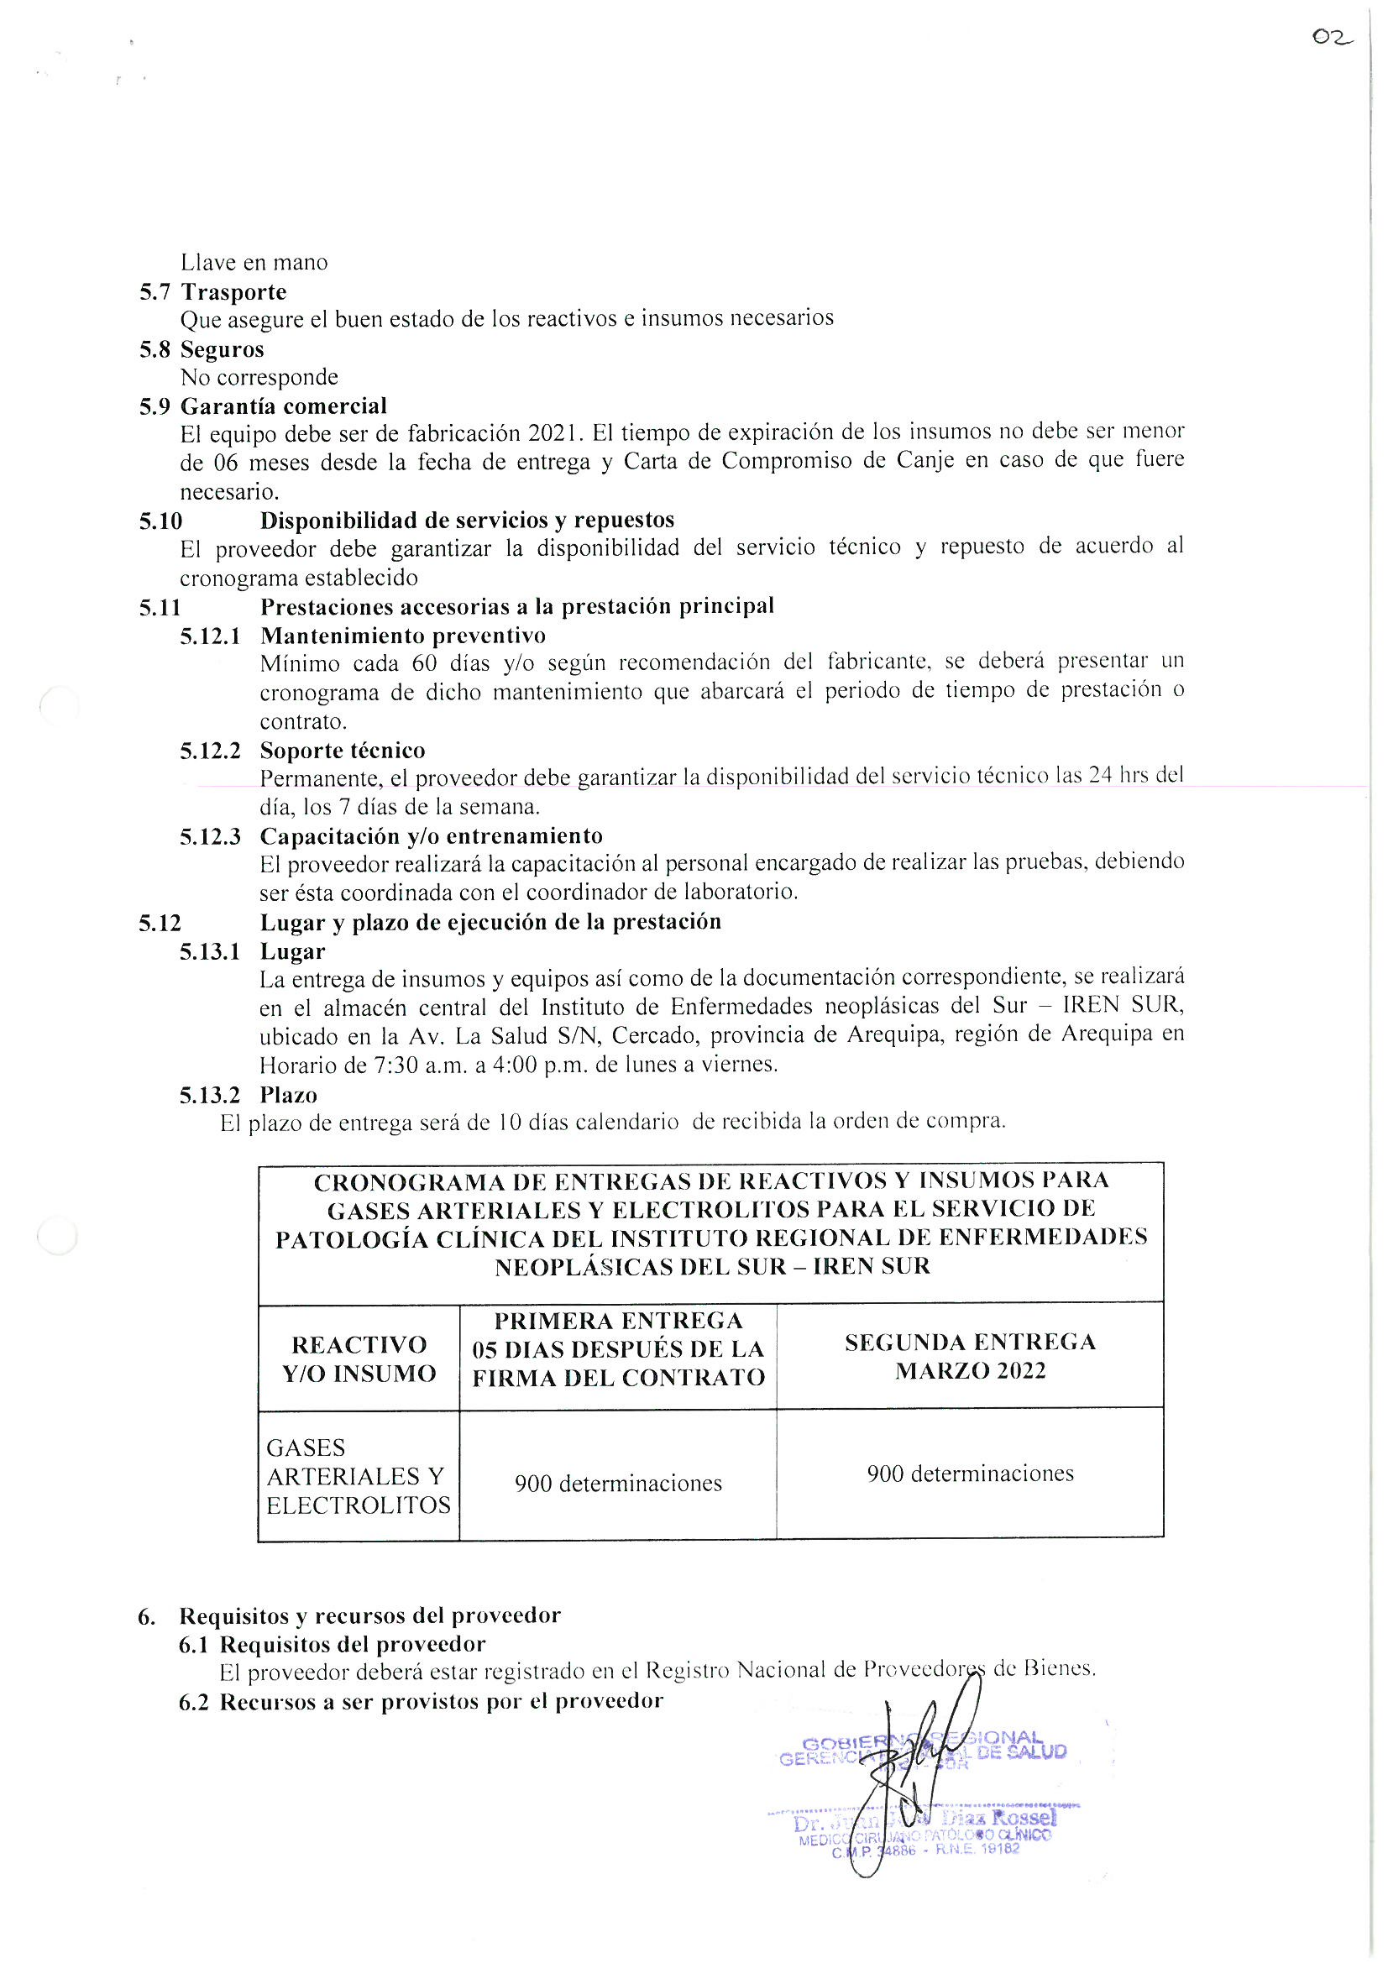 02
Llave en mano
5.7 Trasporte
Que asegure el buen estado de los reactivos e insumos necesarios
5.8 Seguros
No corresponde
5.9 Garantía comercial
El equipo debe ser de fabricación 2021. El tiempo de expiración de los insumos no debe ser menor
de 06 meses desde la fecha de entrega y Carta de Compromiso de Canje en caso de que fuere
necesario.
5.10 Disponibilidad de servicios y repuestos
El proveedor debe garantizar la disponibilidad del servicio técnico y repuesto de acuerdo al
cronograma establecido
5.11 Prestaciones accesorias a la prestación principal
5.12.1 Mantenimiento preventivo
Mínimo cada 60 días y/o según recomendación del fabricante, se deberá presentar un
cronograma de dicho mantenimiento que abarcará el periodo de tiempo de prestación o
contrato.
5.12.2 Soporte técnico
Permanente, el proveedor debe garantizar la disponibilidad del servicio técnico las 24 hrs del
día, los 7 días de la semana.
5.12.3 Capacitación y/o entrenamiento
El proveedor realizará la capacitación al personal encargado de realizar las pruebas, debiendo
ser ésta coordinada con el coordinador de laboratorio.
5.12 Lugar y plazo de ejecución de la prestación
5.13.1 Lugar
La entrega de insumos y equipos así como de la documentación correspondiente, se realizará
en el almacén central del Instituto de Enfermedades neoplásicas del Sur – IREN SUR,
ubicado en la Av. La Salud S/N, Cercado, provincia de Arequipa, región de Arequipa en
Horario de 7:30 a.m. a 4:00 p.m. de lunes a viernes.
5.13.2 Plazo
El plazo de entrega será de 10 días calendario de recibida la orden de compra.
CRONOGRAMA DE ENTREGAS DE REACTIVOS Y INSUMOS PARA
GASES ARTERIALES Y ELECTROLITOS PARA EL SERVICIO DE
PATOLOGÍA CLÍNICA DEL INSTITUTO REGIONAL DE ENFERMEDADES
NEOPLÁSICAS DEL SUR – IREN SUR
REACTIVO
Y/O INSUMO
PRIMERA ENTREGA
05 DIAS DESPUÉS DE LA
FIRMA DEL CONTRATO
SEGUNDA ENTREGA
MARZO 2022
GASES
ARTERIALES Y
ELECTROLITOS
900 determinaciones
900 determinaciones
6. Requisitos y recursos del proveedor
6.1 Requisitos del proveedor
El proveedor deberá estar registrado en el Registro Nacional de Proveedores de Bienes.
6.2 Recursos a ser provistos por el proveedor
GOBIERNO REGIONAL
GERENCIA REGIONAL DE SALUD
Dr. Juan Diaz Rossel
MEDICO CIRUJANO PATÓLOGO CLÍNICO
C.M.P. 34886 - R.N.E. 19182